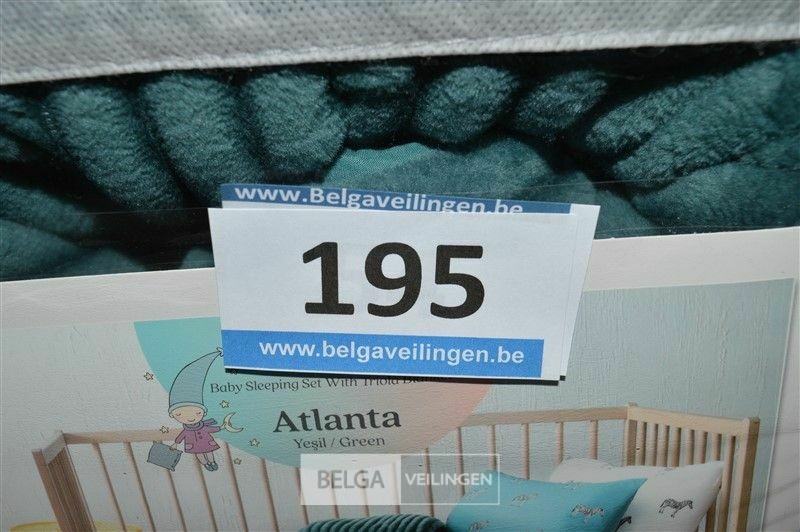 www.Belgaveilingen.be
195
www.belgaveilingen.be
Baby Sleeping Set With
Atlanta
Yeşil / Green
BELGA VEILINGEN